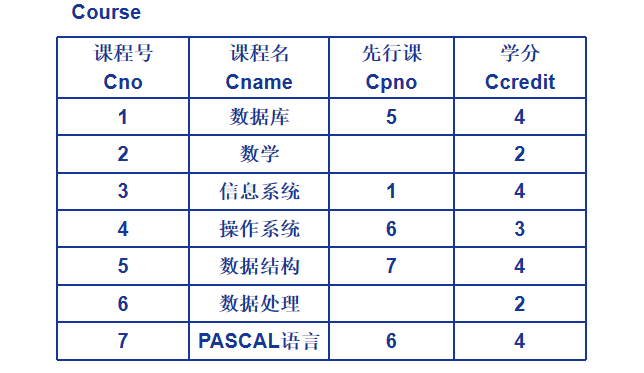 Course
课程号 课程名 先行课 学分
Cno Cname Cpno Ccredit
1 数据库 5 4
2 数学 2
3 信息系统 1 4
4 操作系统 6 3
5 数据结构 7 4
6 数据处理 2
7 PASCAL语言 6 4